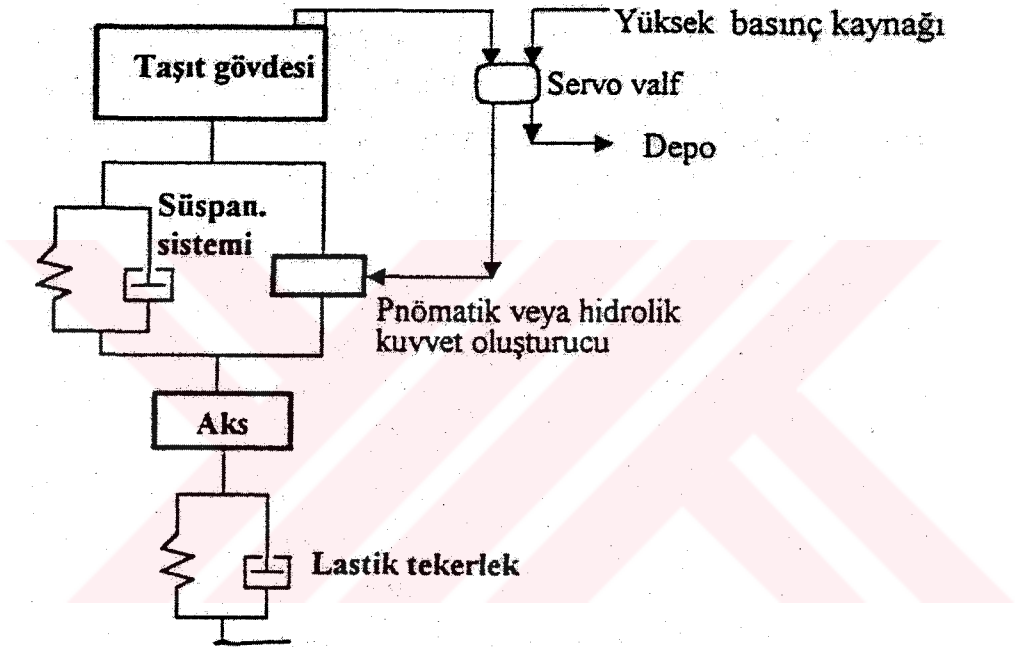 Yüksek basınç kaynağı
Taşıt gövdesi
Servo valf
Depo
Süspan.
sistemi
Pnömatik veya hidrolik
kuvvet oluşturucu
Aks
Lastik tekerlek